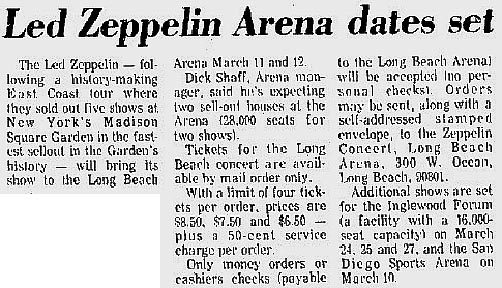 Led Zeppelin Arena dates set
The Led Zeppelin — fol-
lowing a history-making
East Coast tour where
they sold out five shows at
New York's Madison
Square Garden in the fast-
est sellout in the Garden's
history — will bring its
show to the Long Beach
Arena March 11 and 12.
Dick Shaff, Arena man-
ager, said he's expecting
two sell-out houses at the
Arena (28,000 seats for
two shows).
Tickets for the Long
Beach concert are avail-
able by mail order only.
With a limit of four tick-
ets per order, prices are
$8.50, $7.50 and $6.50 —
plus a 50-cent service
charge per order.
Only money orders or
cashiers checks (payable
to the Long Beach Arena)
will be accepted (no per-
sonal checks). Orders
may be sent, along with a
self-addressed stamped
envelope, to the Zeppelin
Concert, Long Beach
Arena, 300 W. Ocean,
Long Beach, 90801.
Additional shows are set
for the Inglewood Forum
(a facility with a 16,000-
seat capacity) on March
24, 25 and 27, and the San
Diego Sports Arena on
March 10.